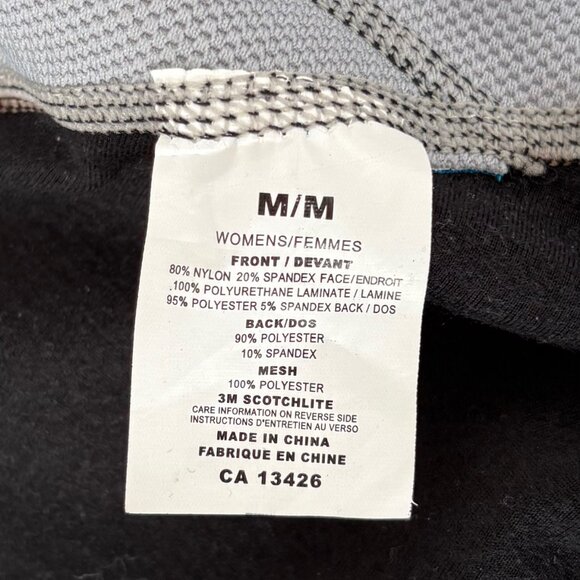 M/M
WOMENS/FEMMES
FRONT / DEVANT
80% NYLON 20% SPANDEX FACE/ENDROIT
100% POLYURETHANE LAMINATE / LAMINE
95% POLYESTER 5% SPANDEX BACK / DOS
BACK/DOS
90% POLYESTER
10% SPANDEX
MESH
100% POLYESTER
3M SCOTCHLITE
CARE INFORMATION ON REVERSE SIDE
INSTRUCTIONS D'ENTRETIEN AU VERSO
MADE IN CHINA
FABRIQUE EN CHINE
CA 13426